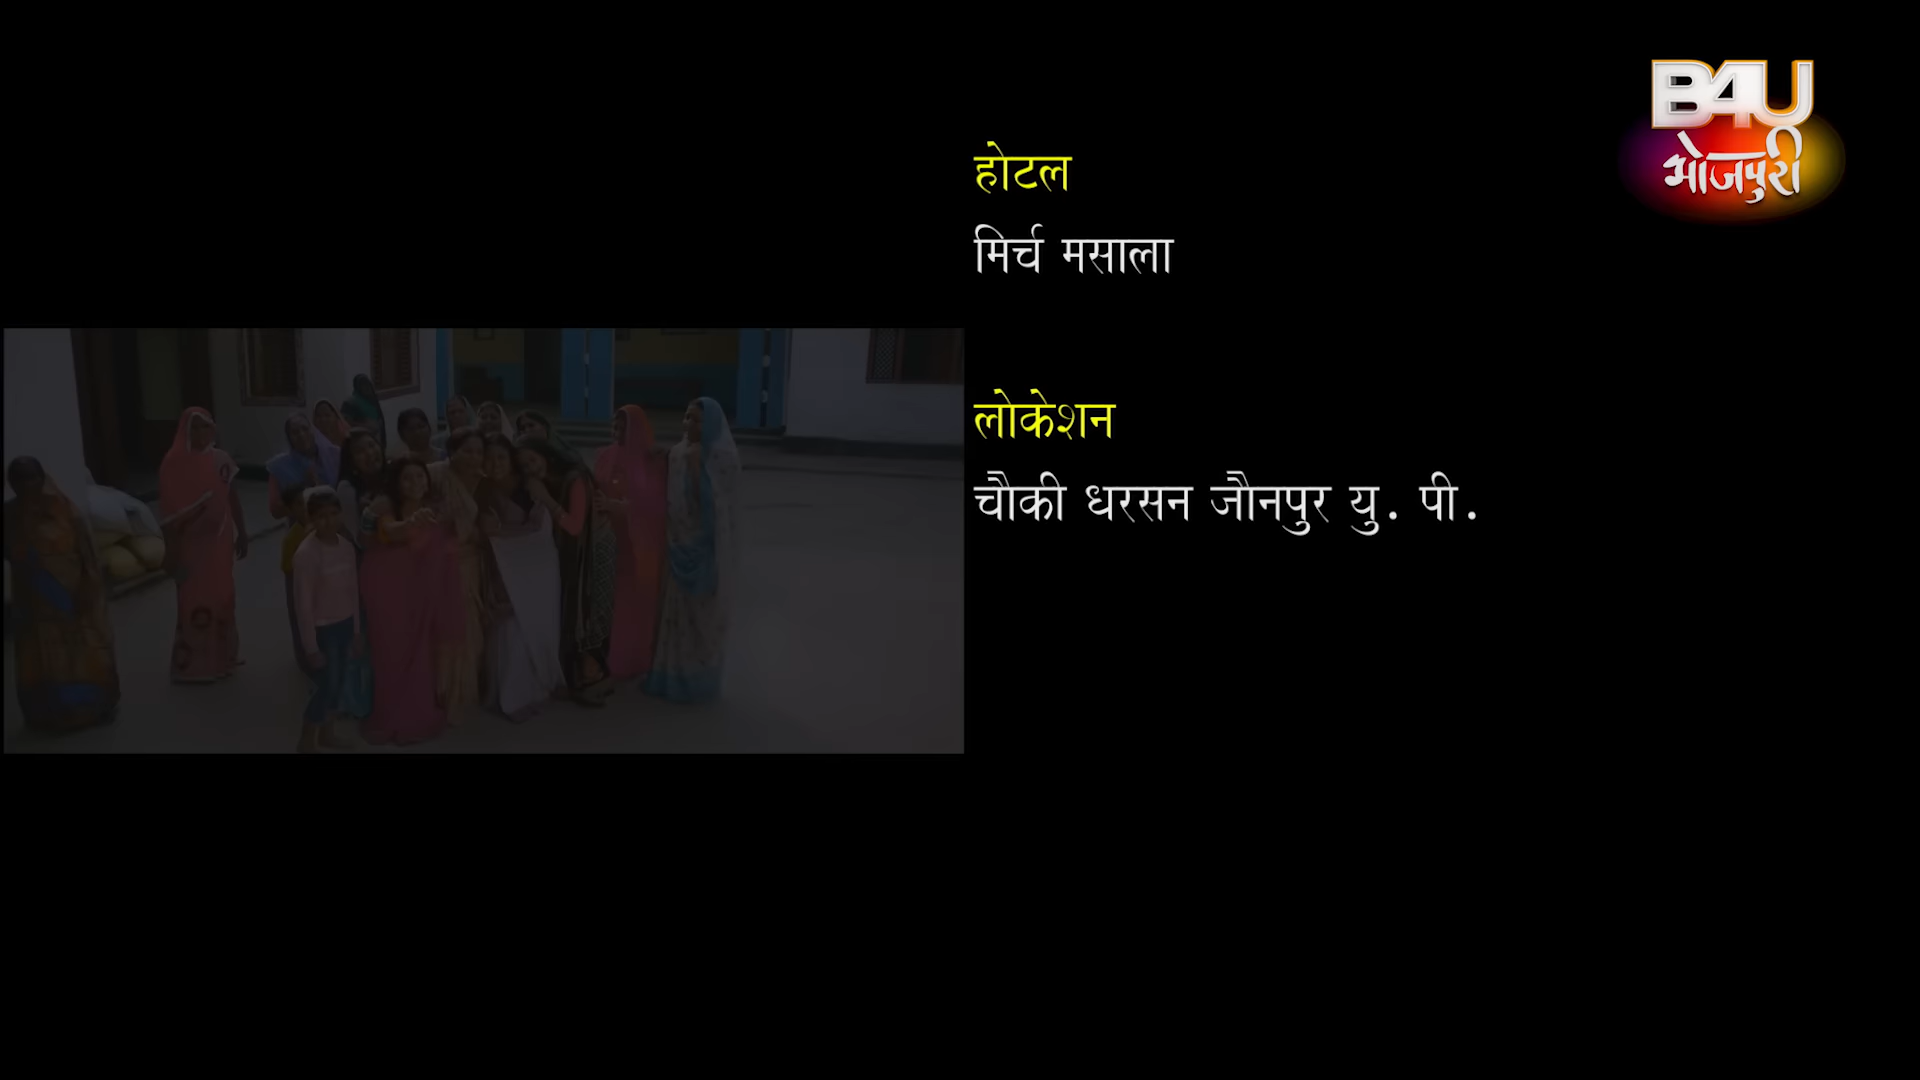 B4U
भोजपुरी
होटल
मिर्च मसाला
लोकेशन
चौकी धरसन जौनपुर यु. पी.